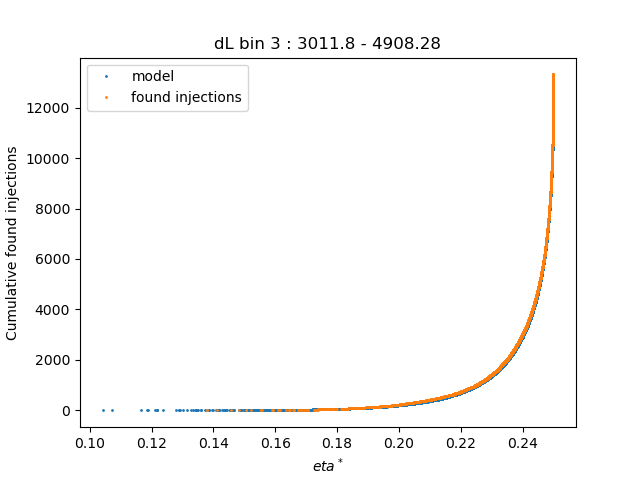 dL bin 3 : 3011.8 - 4908.28
model
found injections
Cumulative found injections
12000
10000
8000
6000
4000
2000
0
0.10 0.12 0.14 0.16 0.18 0.20 0.22 0.24
eta*